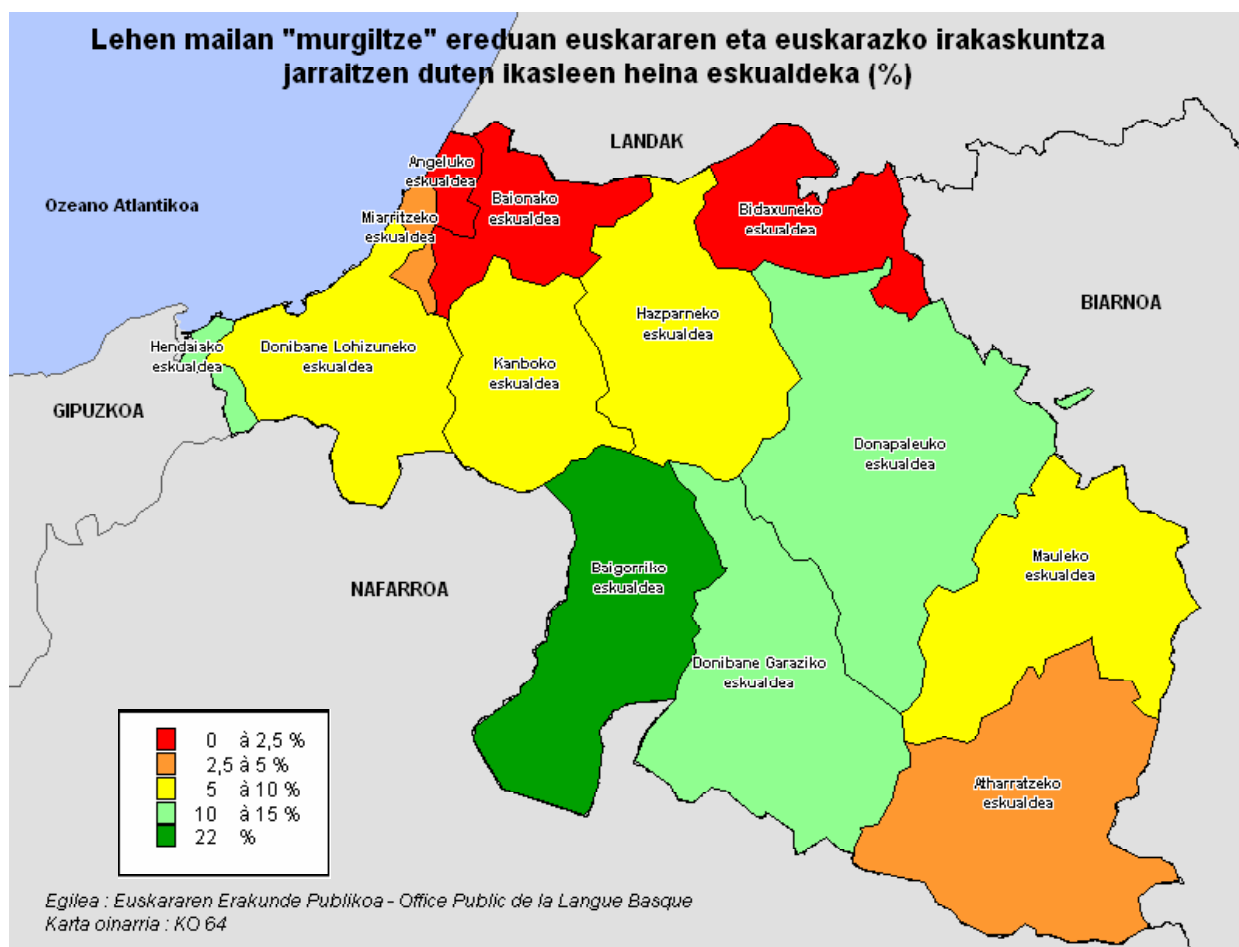 Lehen mailan "murgiltze" ereduan euskararen eta euskarazko irakaskuntza
jarraitzen duten ikasleen heina eskualdeka (%)
LANDAK
Angeluko
eskualdea
Baionako
eskualdea
Ozeano Atlantikoa
Miarritzeko
eskualdea
Bidaxuneko
eskualdea
BIARNOA
Hazparneko
eskualdea
Hendaiako
eskualdea
Donibane Lohizuneko
eskualdea
Kanboko
eskualdea
GIPUZKOA
Donapaleuko
eskualdea
Mauleko
eskualdea
Baigorriko
eskualdea
NAFARROA
Donibane Garaziko
eskualdea
Atharratzeko
eskualdea
0 à 2,5 %
2,5 à 5 %
5 à 10 %
10 à 15 %
22 %
Egilea : Euskararen Erakunde Publikoa - Office Public de la Langue Basque
Karta oinarria : KO 64